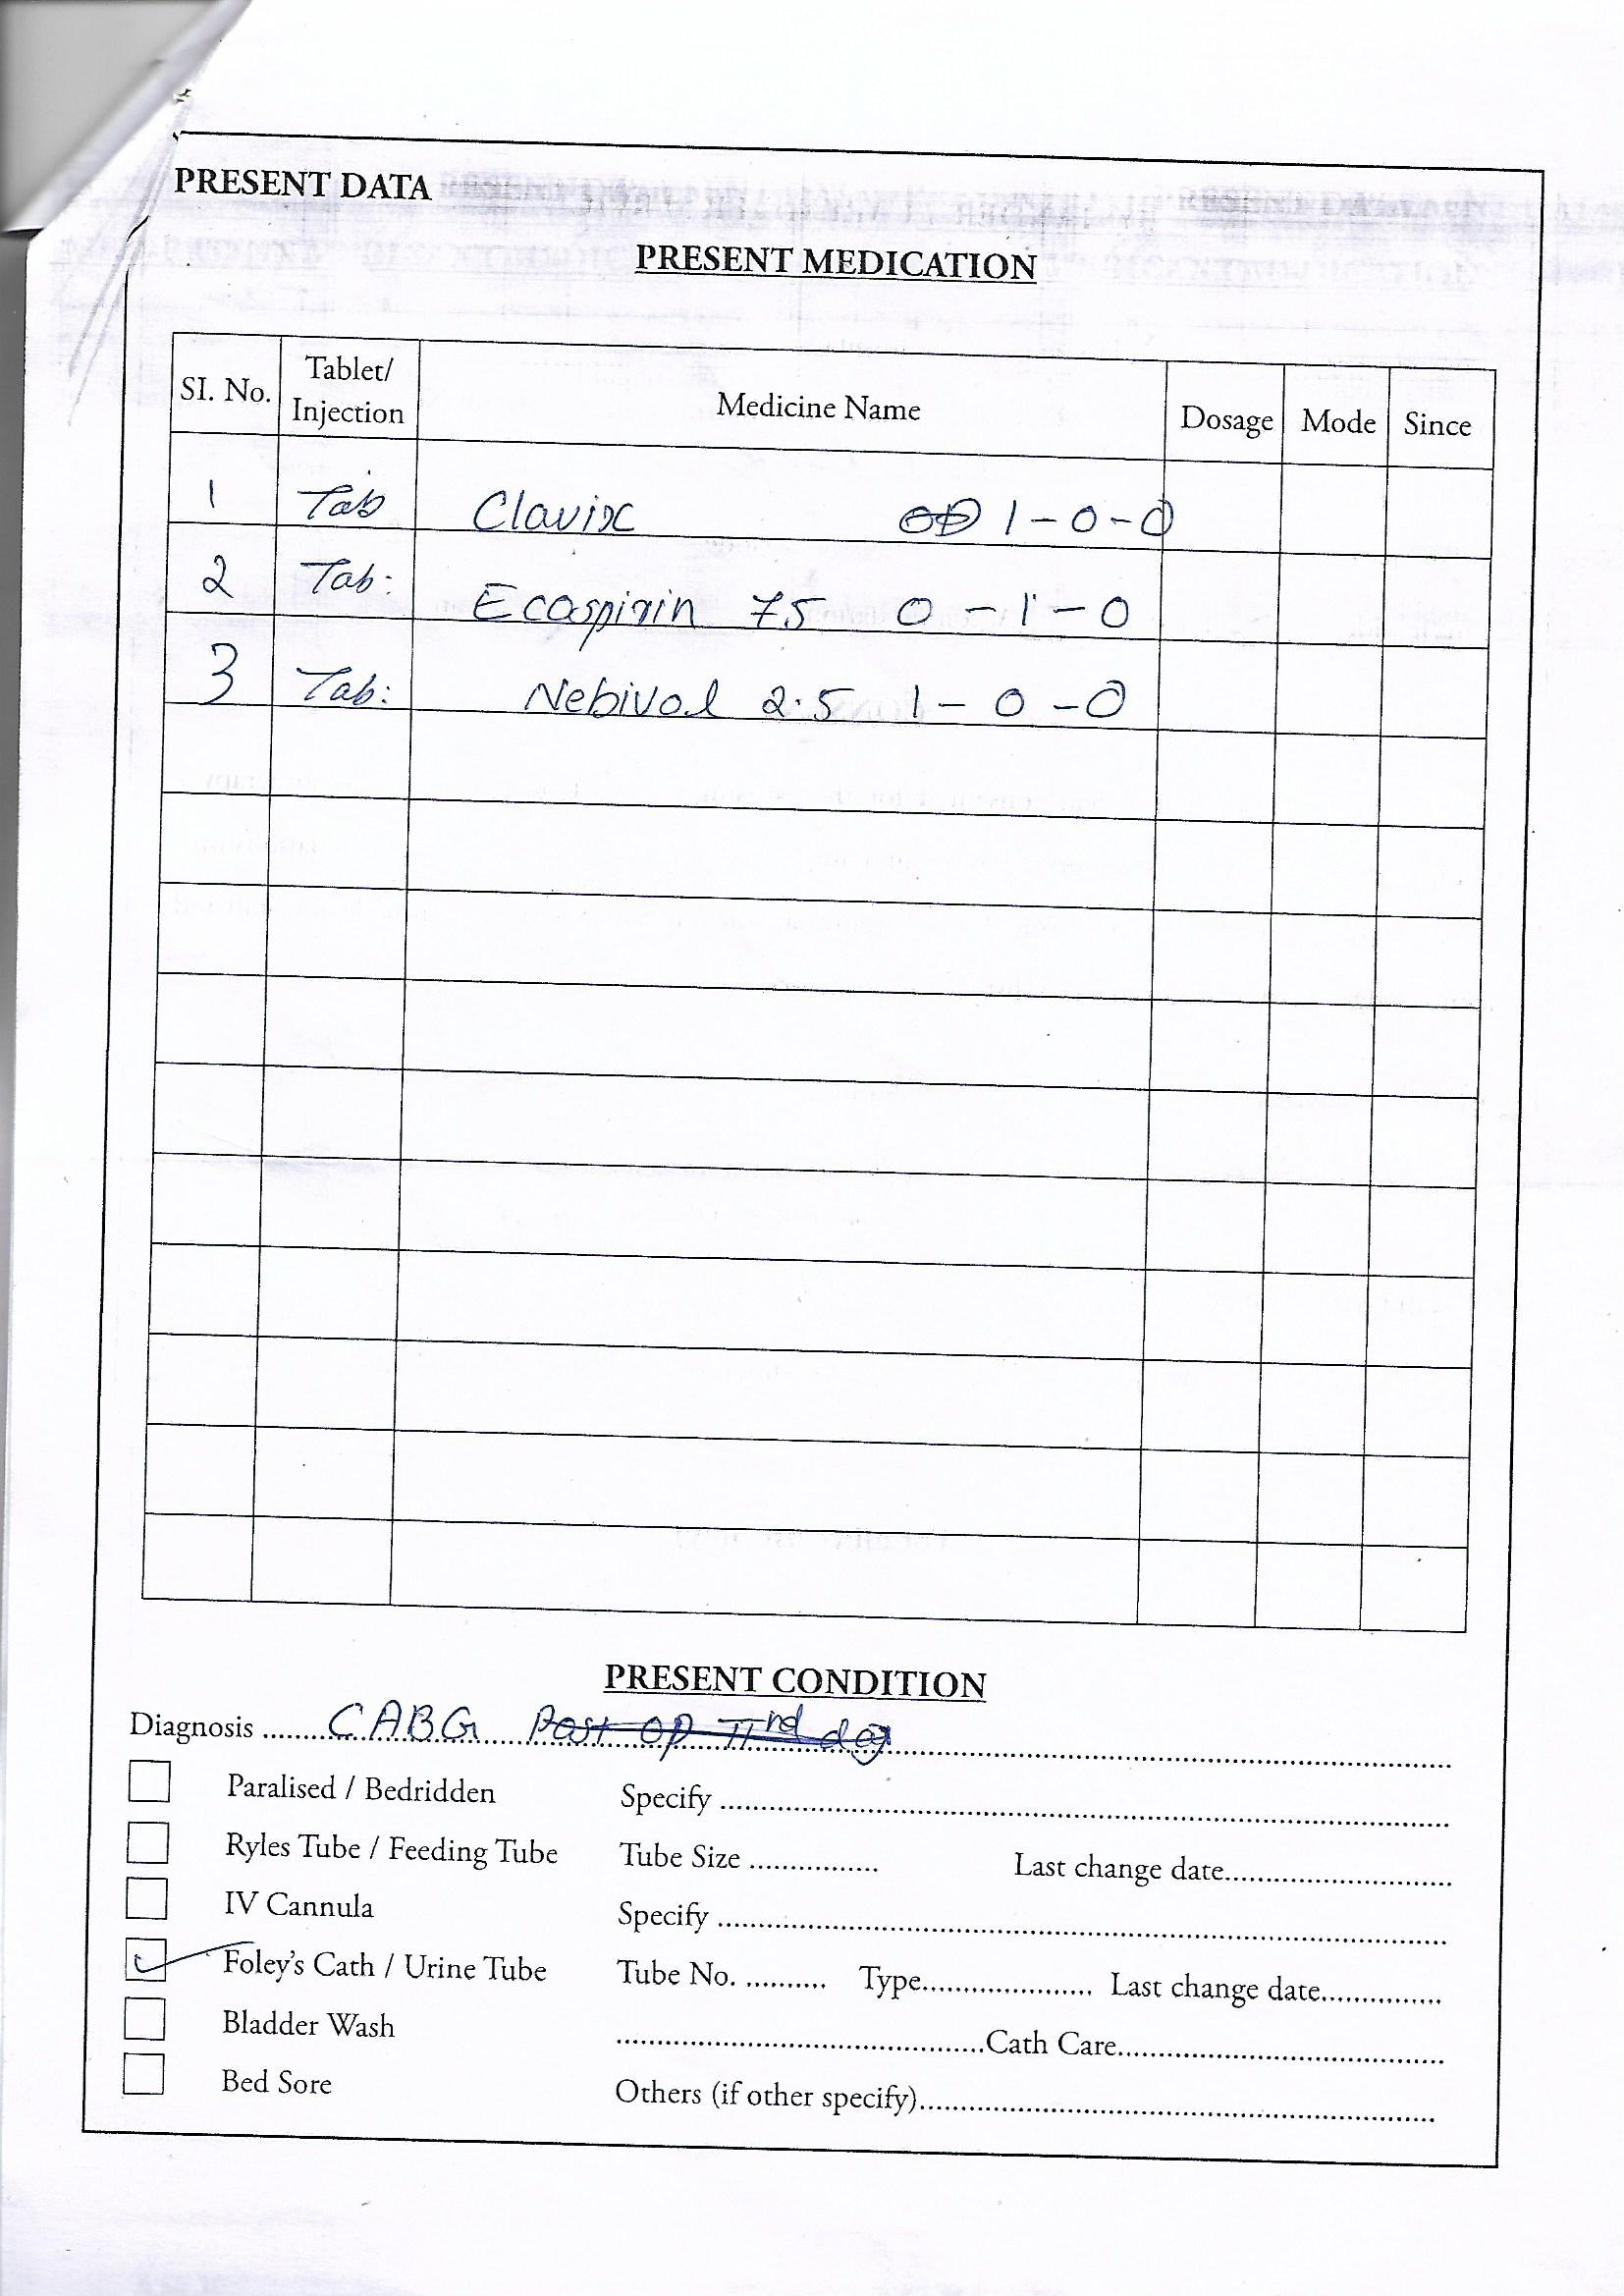 PRESENT DATA
PRESENT MEDICATION
SI. No. Tablet/ Injection Medicine Name Dosage Mode Since
1 Tab Clavix OD 1-0-0
2 Tab: Ecaspirin 75 0-1-0
3 Tab: Nebivol 2.5 1-0-0
PRESENT CONDITION
Diagnosis ...... CABG Post op IInd day
Paralised / Bedridden Specify ......
Ryles Tube / Feeding Tube Tube Size ...... Last change date......
IV Cannula Specify ......
Foley's Cath / Urine Tube Tube No. ...... Type...... Last change date......
Bladder Wash ......Cath Care......
Bed Sore Others (if other specify)......